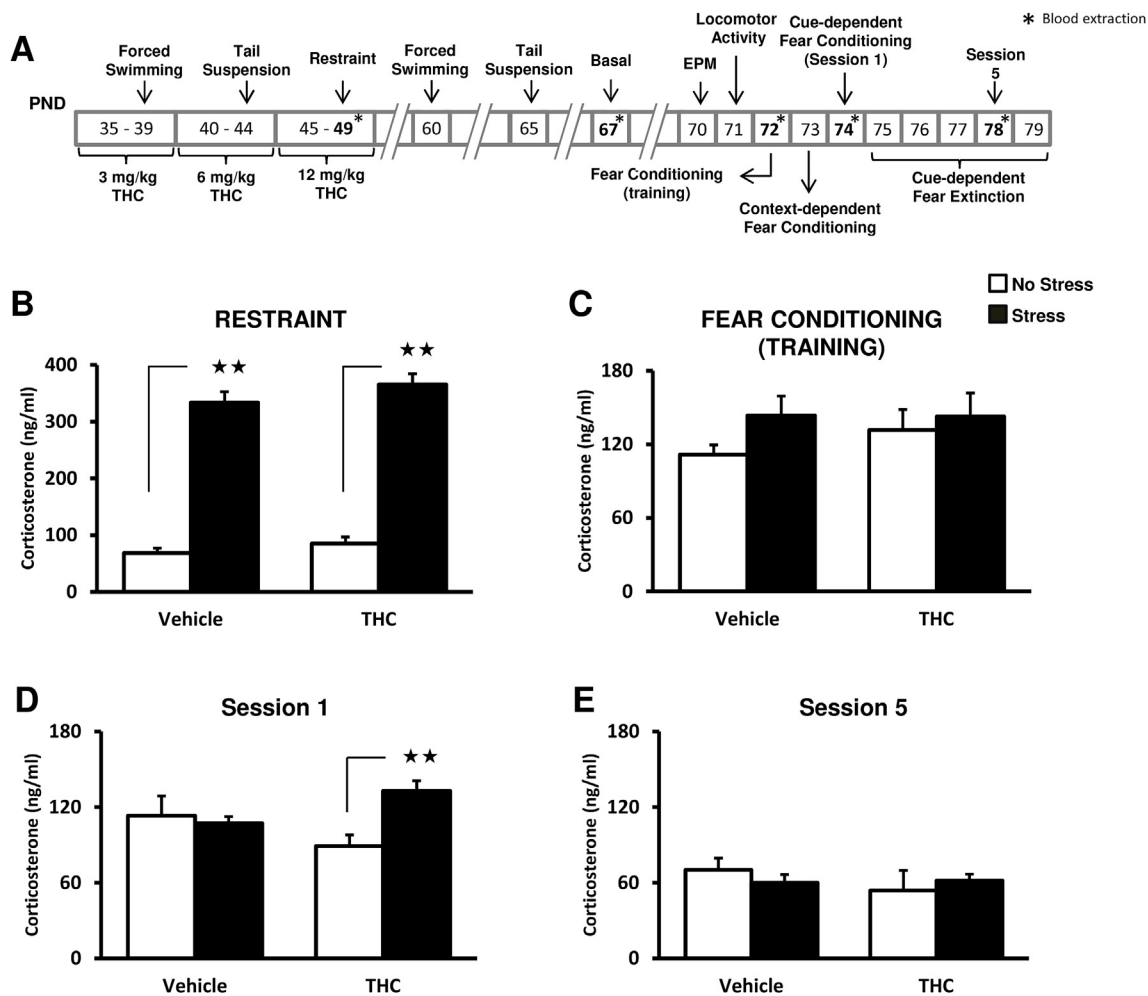 * Blood extraction
A
Forced
Swimming
Tail
Suspension
Restraint
Forced
Swimming
Tail
Suspension
Basal
EPM
Locomotor
Activity
Cue-dependent
Fear Conditioning
(Session 1)
Session
5
PND
35 - 39 40 - 44 45 - 49* 60 65 67* 70 71 72* 73 74* 75 76 77 78* 79
3 mg/kg
THC
6 mg/kg
THC
12 mg/kg
THC
Fear Conditioning
(training)
Context-dependent
Fear Conditioning
Cue-dependent
Fear Extinction
No Stress
Stress
B
RESTRAINT
Corticosterone (ng/ml)
400
300
200
100
0
★★
★★
Vehicle THC
C
FEAR CONDITIONING
(TRAINING)
Corticosterone (ng/ml)
180
120
60
0
Vehicle THC
D
Session 1
Corticosterone (ng/ml)
180
120
60
0
★★
Vehicle THC
E
Session 5
Corticosterone (ng/ml)
180
120
60
0
Vehicle THC